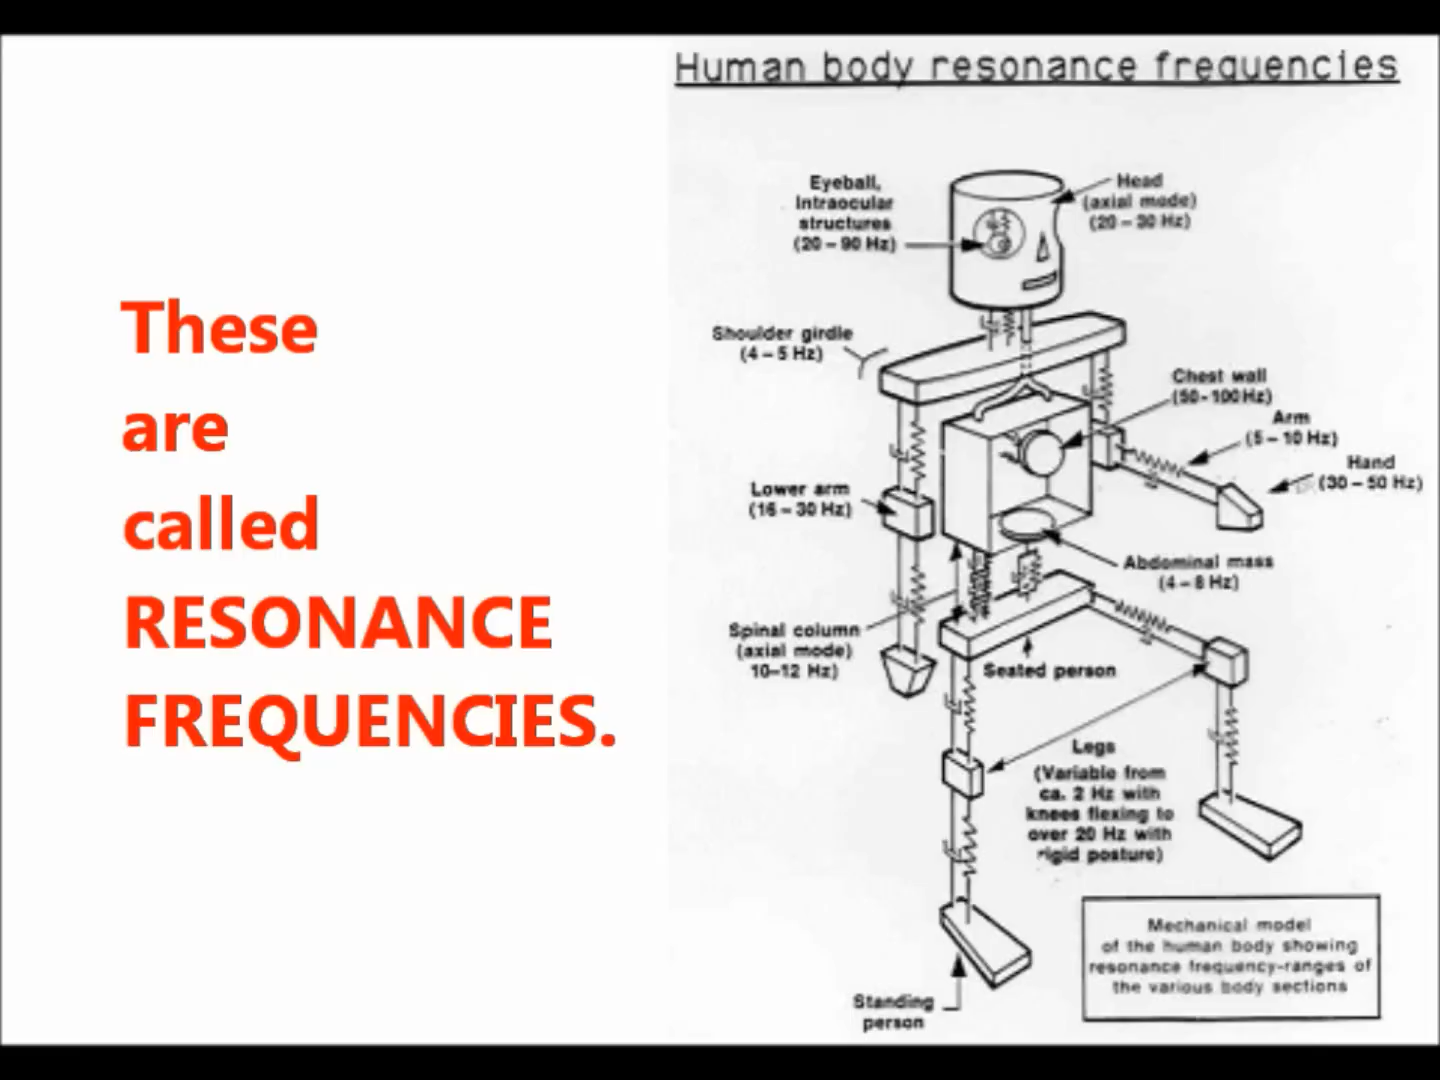 These
are
called
RESONANCE
FREQUENCIES.
Human body resonance frequencies
Eyeball,
Intraocular
structures
(20 – 90 Hz)
Head
(axial mode)
(20 – 30 Hz)
Shoulder girdle
(4 – 5 Hz)
Chest wall
(50 - 100 Hz)
Arm
(5 – 10 Hz)
Hand
(30 – 50 Hz)
Lower arm
(16 – 30 Hz)
Abdominal mass
(4 – 8 Hz)
Spinal column
(axial mode)
10–12 Hz)
Seated person
Legs
(Variable from
ca. 2 Hz with
knees flexing to
over 20 Hz with
rigid posture)
Mechanical model
of the human body showing
resonance frequency-ranges of
the various body sections
Standing
person